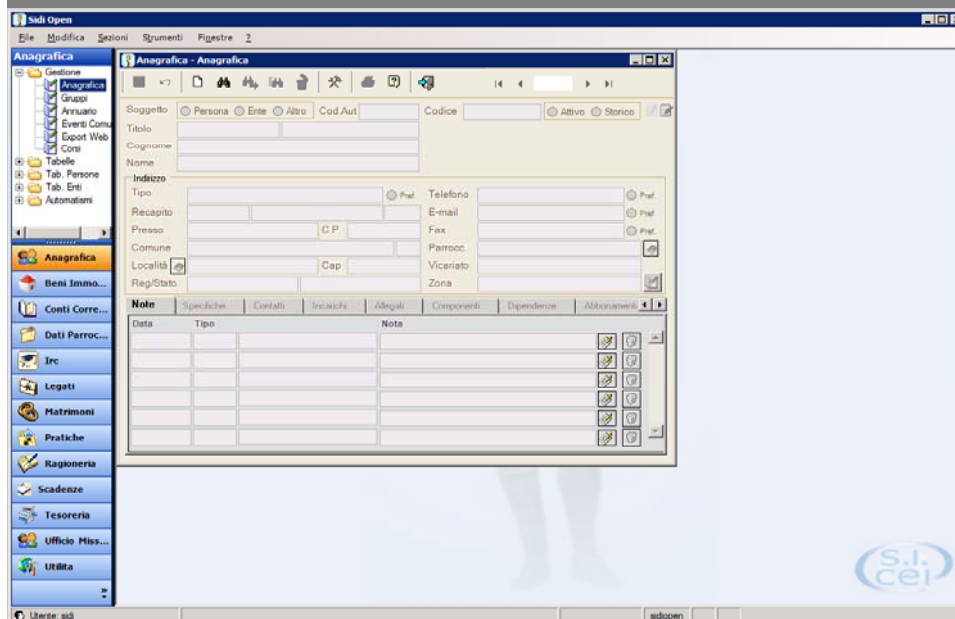 Sidi Open
File Modifica Sezioni Strumenti Finestre ?
Anagrafica
Gestione
Anagrafica
Gruppi
Annuario
Eventi Comu
Export Web
Corsi
Tabelle
Tab. Persone
Tab. Enti
Automatismi
Anagrafica
Beni Immo...
Conti Corre...
Dati Parroc...
Irc
Legati
Matrimoni
Pratiche
Ragioneria
Scadenze
Tesoreria
Ufficio Miss...
Utilita
Anagrafica - Anagrafica
Soggetto Persona Ente Altro Cod.Aut Codice Attivo Storico
Titolo
Cognome
Nome
Indirizzo
Tipo Pref. Telefono Pref.
Recapito E-mail Pref.
Presso C.P. Fax Pref.
Comune Parrocc.
Località Cap Vicariato
Reg/Stato Zona
Note Specifiche Contatti Incarichi Allegati Componenti Dipendenze Abbonamenti
Data Tipo Nota
S.I.
cei
Utente: sidi sidiopen